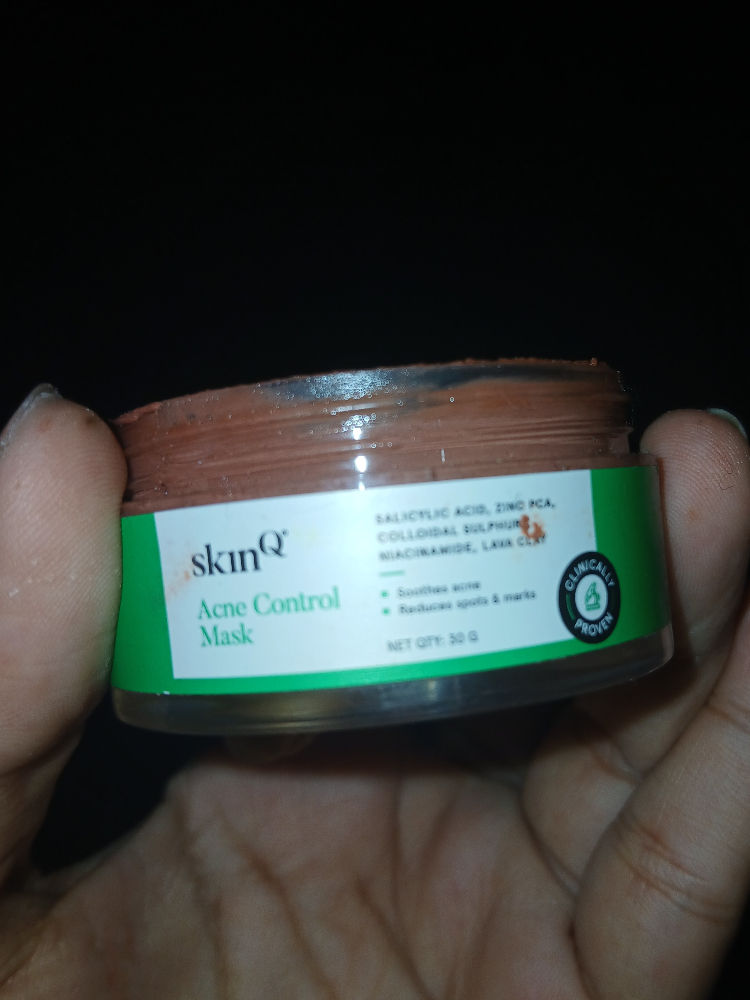 skınQ®
Acne Control
Mask
SALICYLIC ACID, ZINC PCA,
COLLOIDAL SULPHUR,
NIACINAMIDE, LAVA CLAY
Soothes acne
Reduces spots & marks
NET QTY: 50 G
CLINICALLY
PROVEN